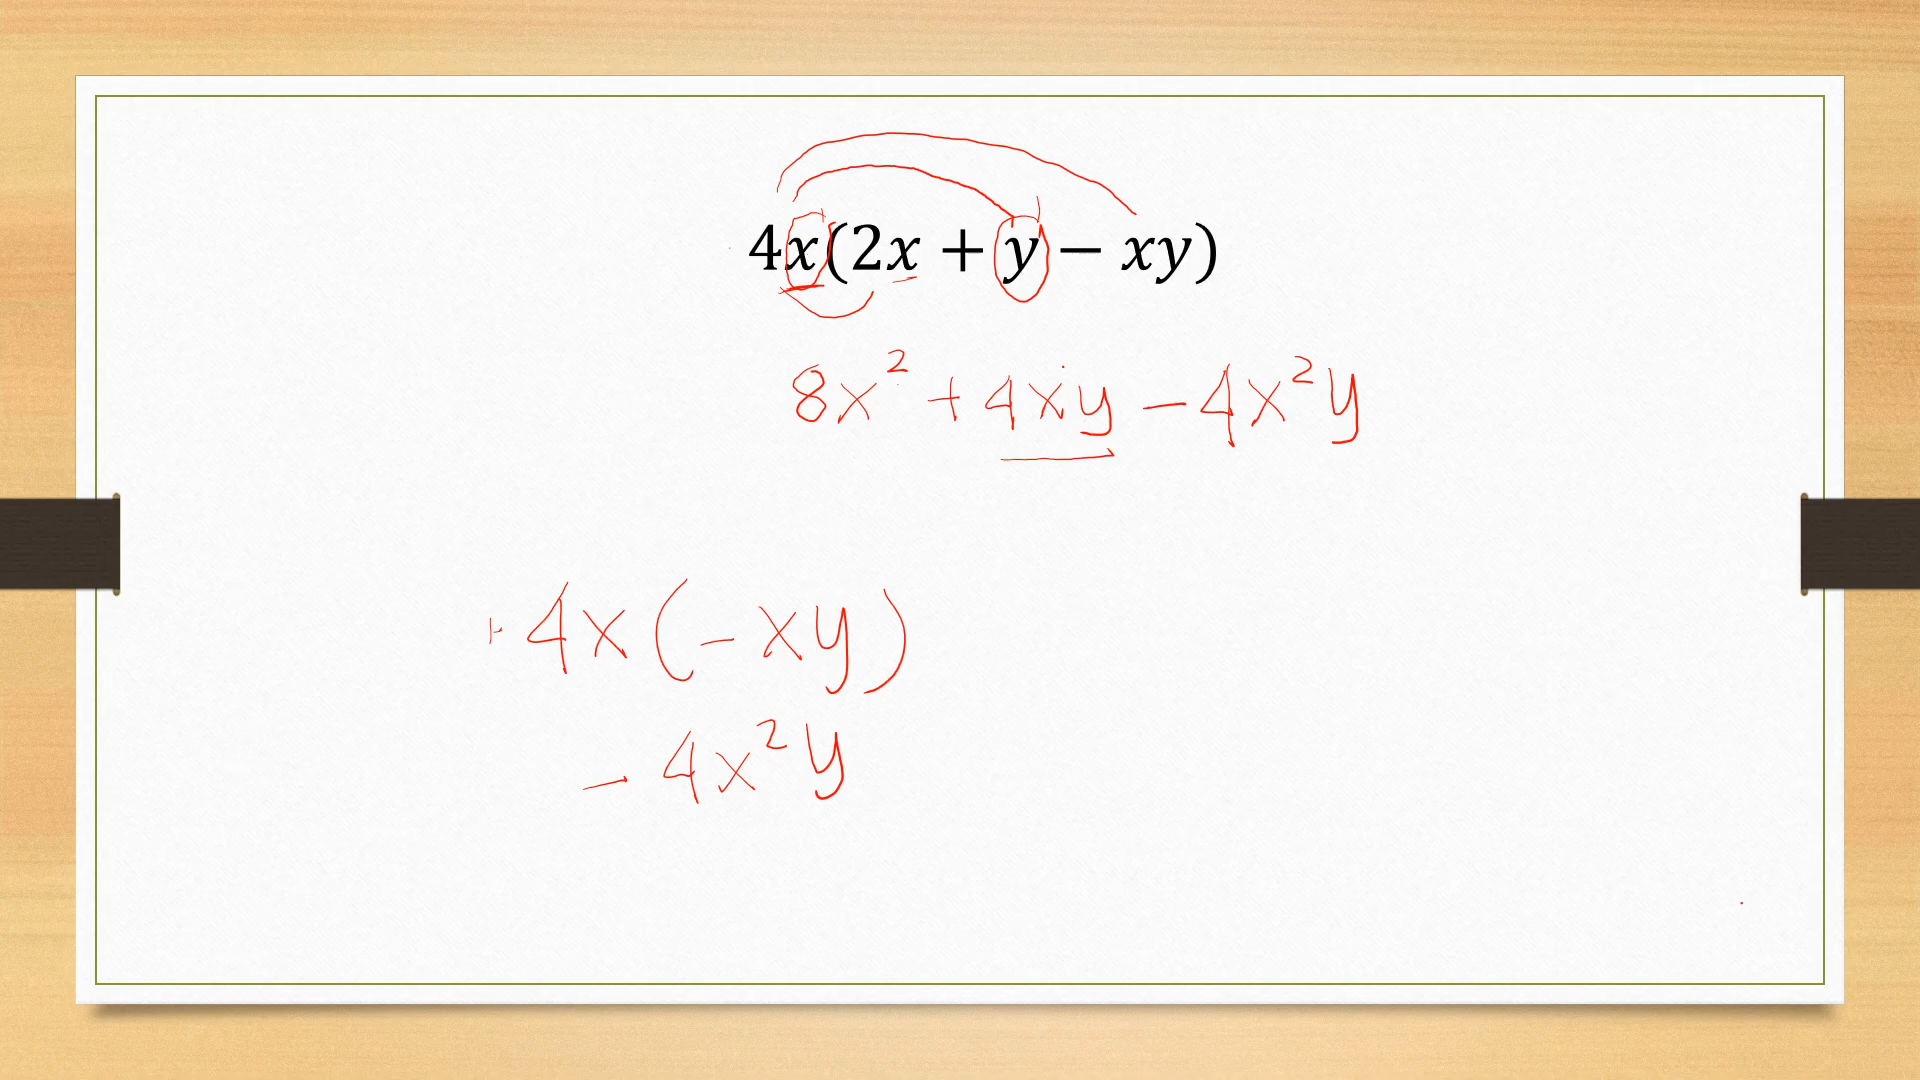 4x(2x + y − xy)
8x² + 4xy − 4x²y
+ 4x(− xy)
− 4x²y